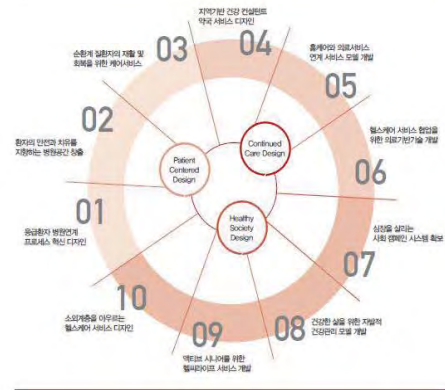 지역기반 건강 컨설턴트
약국 서비스 디자인
03
04
순환계 질환자의 재활 및
회복을 위한 케어서비스
홈케어와 의료서비스
연계 서비스 모델 개발
02
05
환자의 안전과 치유를
지향하는 병원공간 창출
Patient
Centered
Design
Continued
Care Design
헬스케어 서비스 협업을
위한 의료기반기술 개발
01
06
응급환자 병원연계
프로세스 혁신 디자인
Healthy
Society
Design
심장을 살리는
사회 캠페인 시스템 확보
10
07
소외계층을 아우르는
헬스케어 서비스 디자인
09
08
건강한 삶을 위한 자발적
건강관리 모델 개발
액티브 시니어를 위한
헬씨라이프 서비스 개발